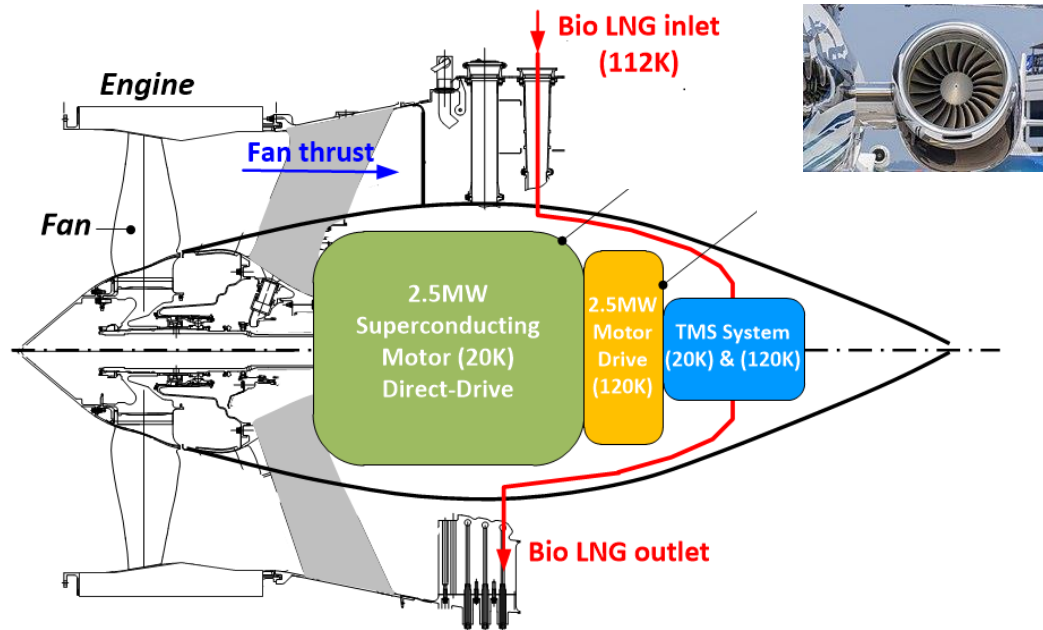 Bio LNG inlet
(112K)
Engine
Fan thrust
Fan
2.5MW
Superconducting
Motor (20K)
Direct-Drive
2.5MW
Motor
Drive
(120K)
TMS System
(20K) & (120K)
Bio LNG outlet